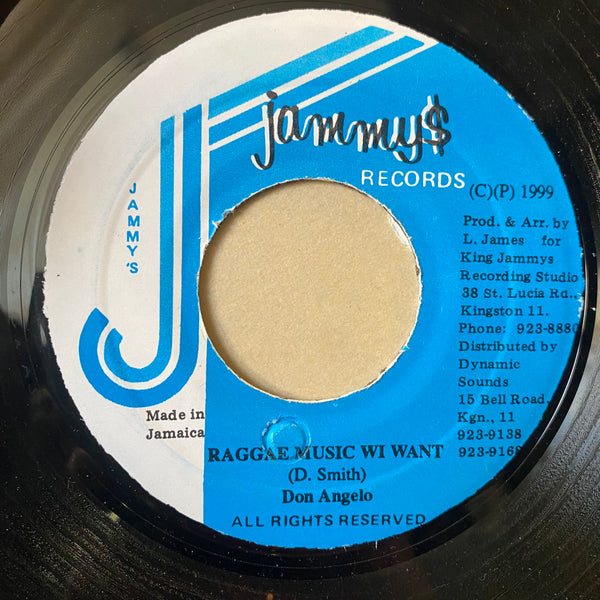 jammy$
RECORDS
JAMMY'S
(C)(P) 1999
Prod. & Arr. by
L. James for
King Jammys
Recording Studio
38 St. Lucia Rd.,
Kingston 11.
Phone: 923-8880
Distributed by
Dynamic
Sounds
15 Bell Road,
Kgn., 11
923-9138
Made in
Jamaica
RAGGAE MUSIC WI WANT
(D. Smith)
Don Angelo
ALL RIGHTS RESERVED